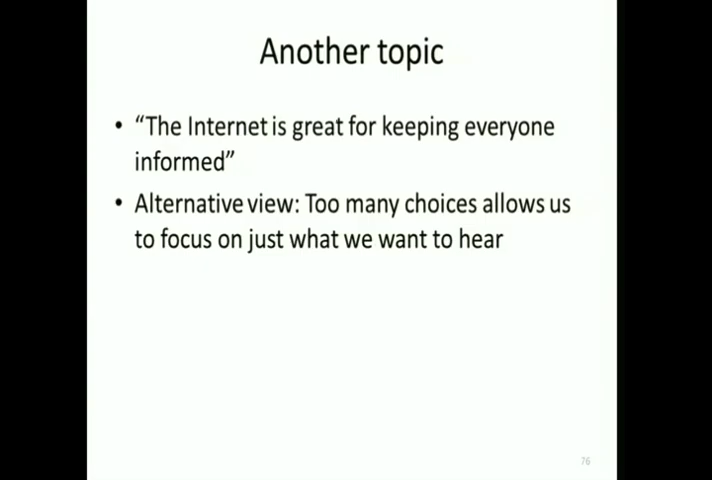 Another topic
• “The Internet is great for keeping everyone
informed”
• Alternative view: Too many choices allows us
to focus on just what we want to hear
76